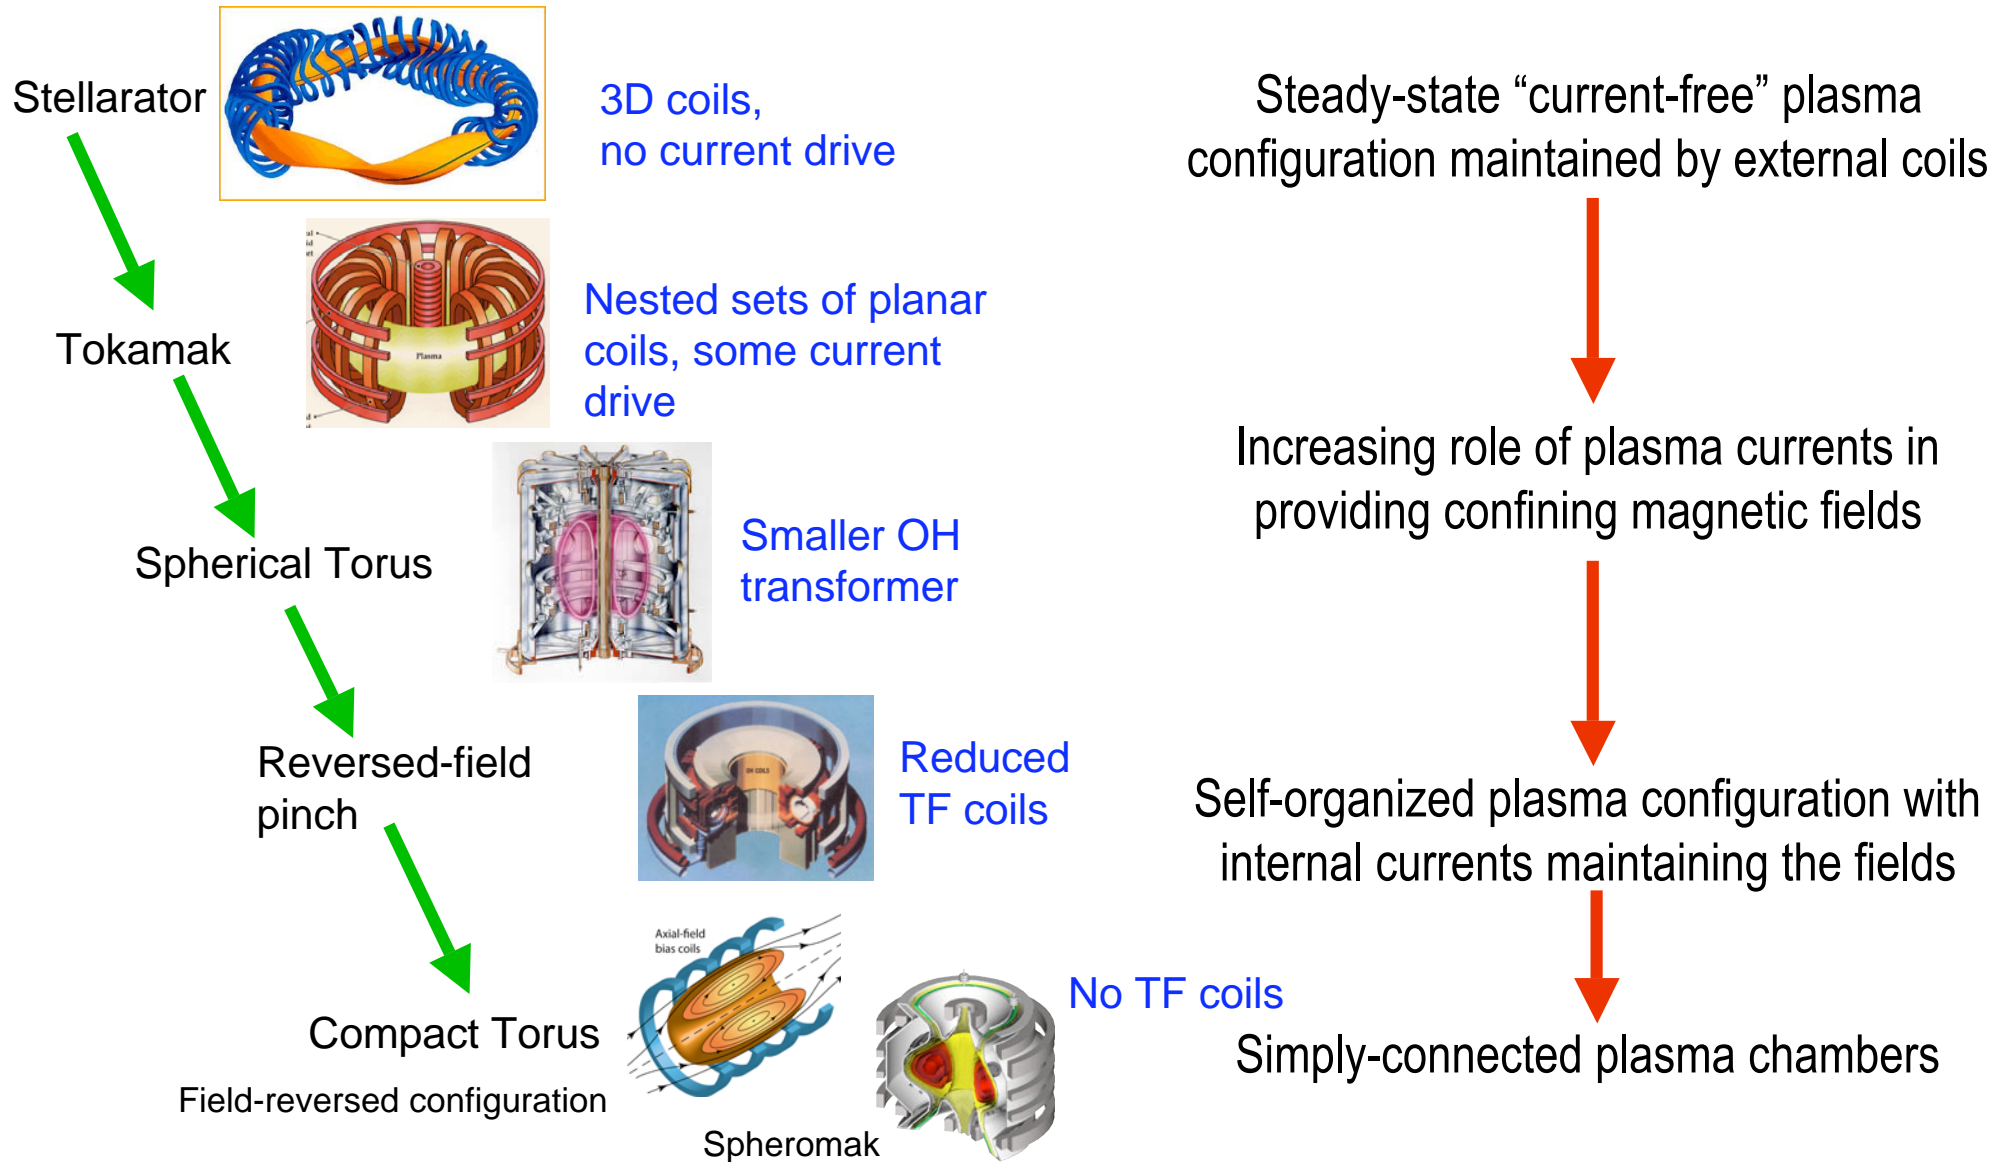 Stellarator
3D coils,
no current drive
Steady-state “current-free” plasma
configuration maintained by external coils
Tokamak
Plasma
Nested sets of planar
coils, some current
drive
Increasing role of plasma currents in
providing confining magnetic fields
Spherical Torus
Smaller OH
transformer
Reversed-field
pinch
OH COILS
Reduced
TF coils
Self-organized plasma configuration with
internal currents maintaining the fields
Axial-field
bias coils
Compact Torus
Field-reversed configuration
Spheromak
No TF coils
Simply-connected plasma chambers